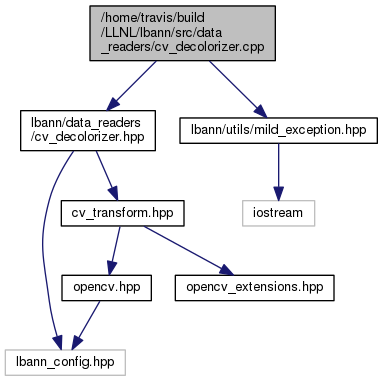 /home/travis/build
/LLNL/lbann/src/data
_readers/cv_decolorizer.cpp
lbann/data_readers
/cv_decolorizer.hpp
lbann/utils/mild_exception.hpp
cv_transform.hpp
iostream
opencv.hpp
opencv_extensions.hpp
lbann_config.hpp